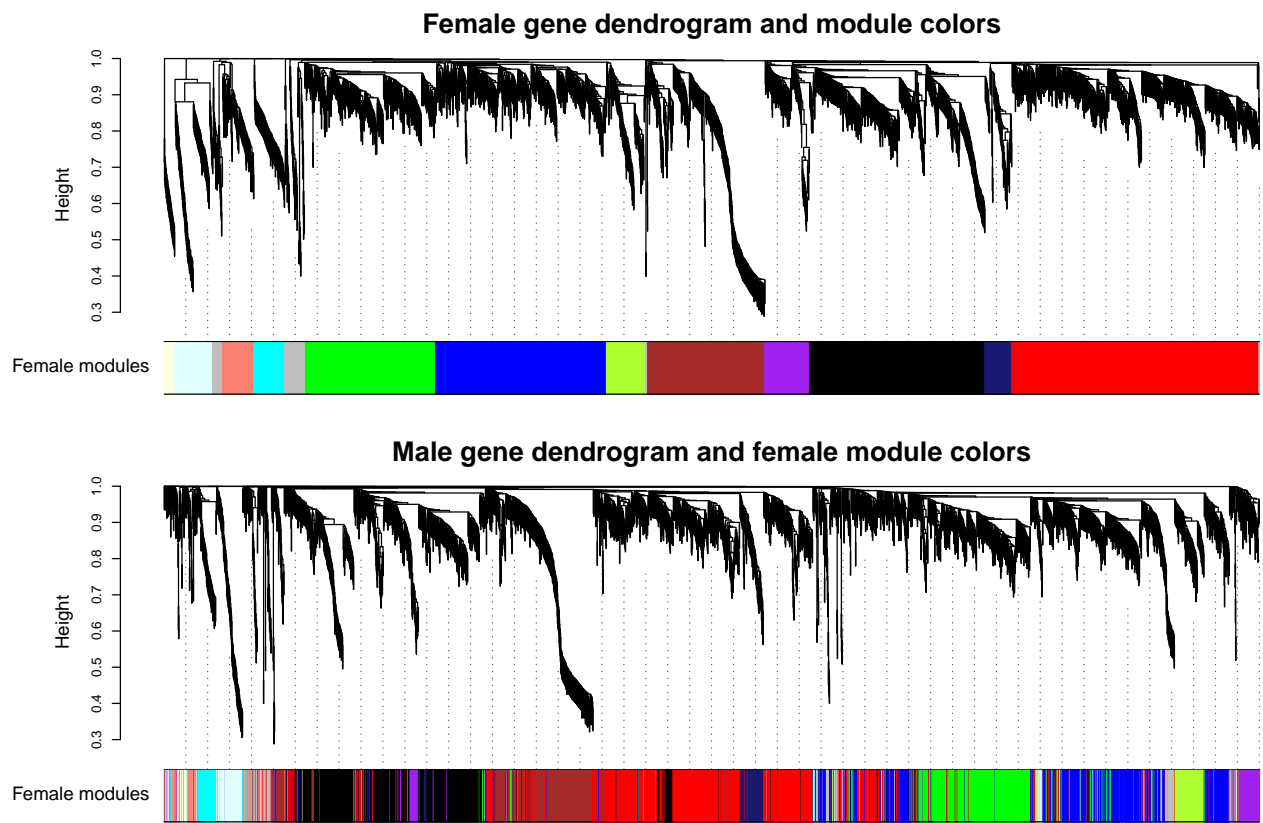 Female gene dendrogram and module colors
1.0
0.9
0.8
0.7
0.6
0.5
0.4
0.3
Height
Female modules
Male gene dendrogram and female module colors
1.0
0.9
0.8
0.7
0.6
0.5
0.4
0.3
Height
Female modules